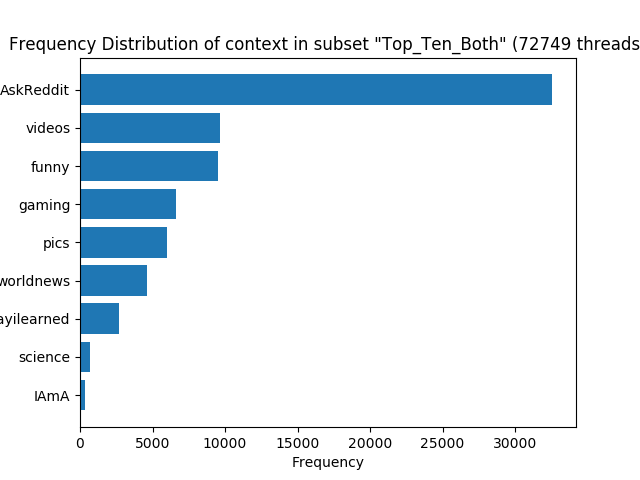 Frequency Distribution of context in subset "Top_Ten_Both" (72749 threads
AskReddit
videos
funny
gaming
pics
worldnews
ayilearned
science
IAmA
0 5000 10000 15000 20000 25000 30000
Frequency